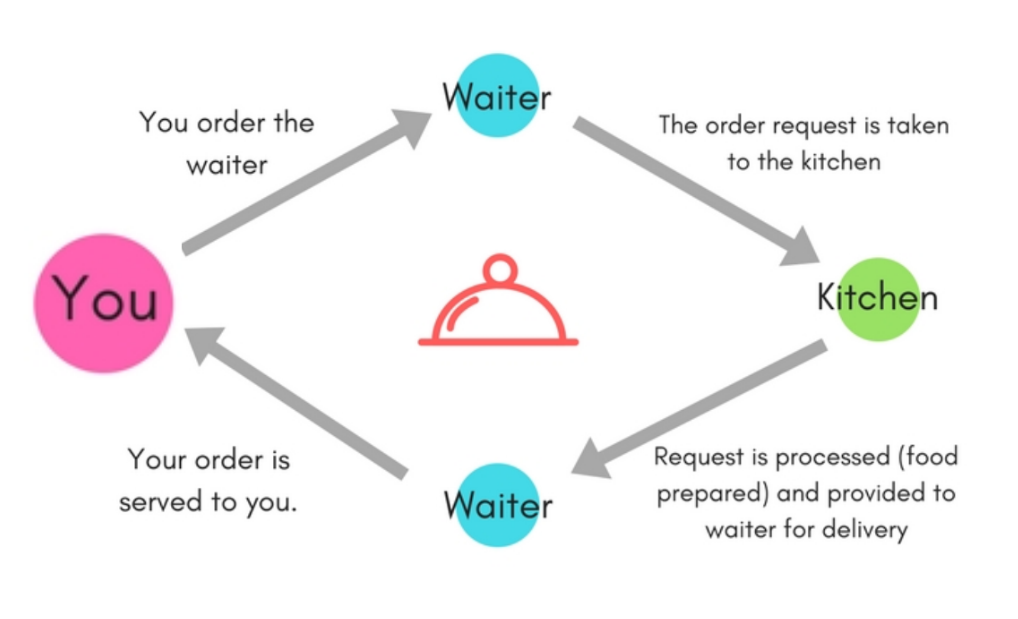 Waiter
You order the
waiter
The order request is taken
to the kitchen
You
Kitchen
Your order is
served to you.
Waiter
Request is processed (food
prepared) and provided to
waiter for delivery